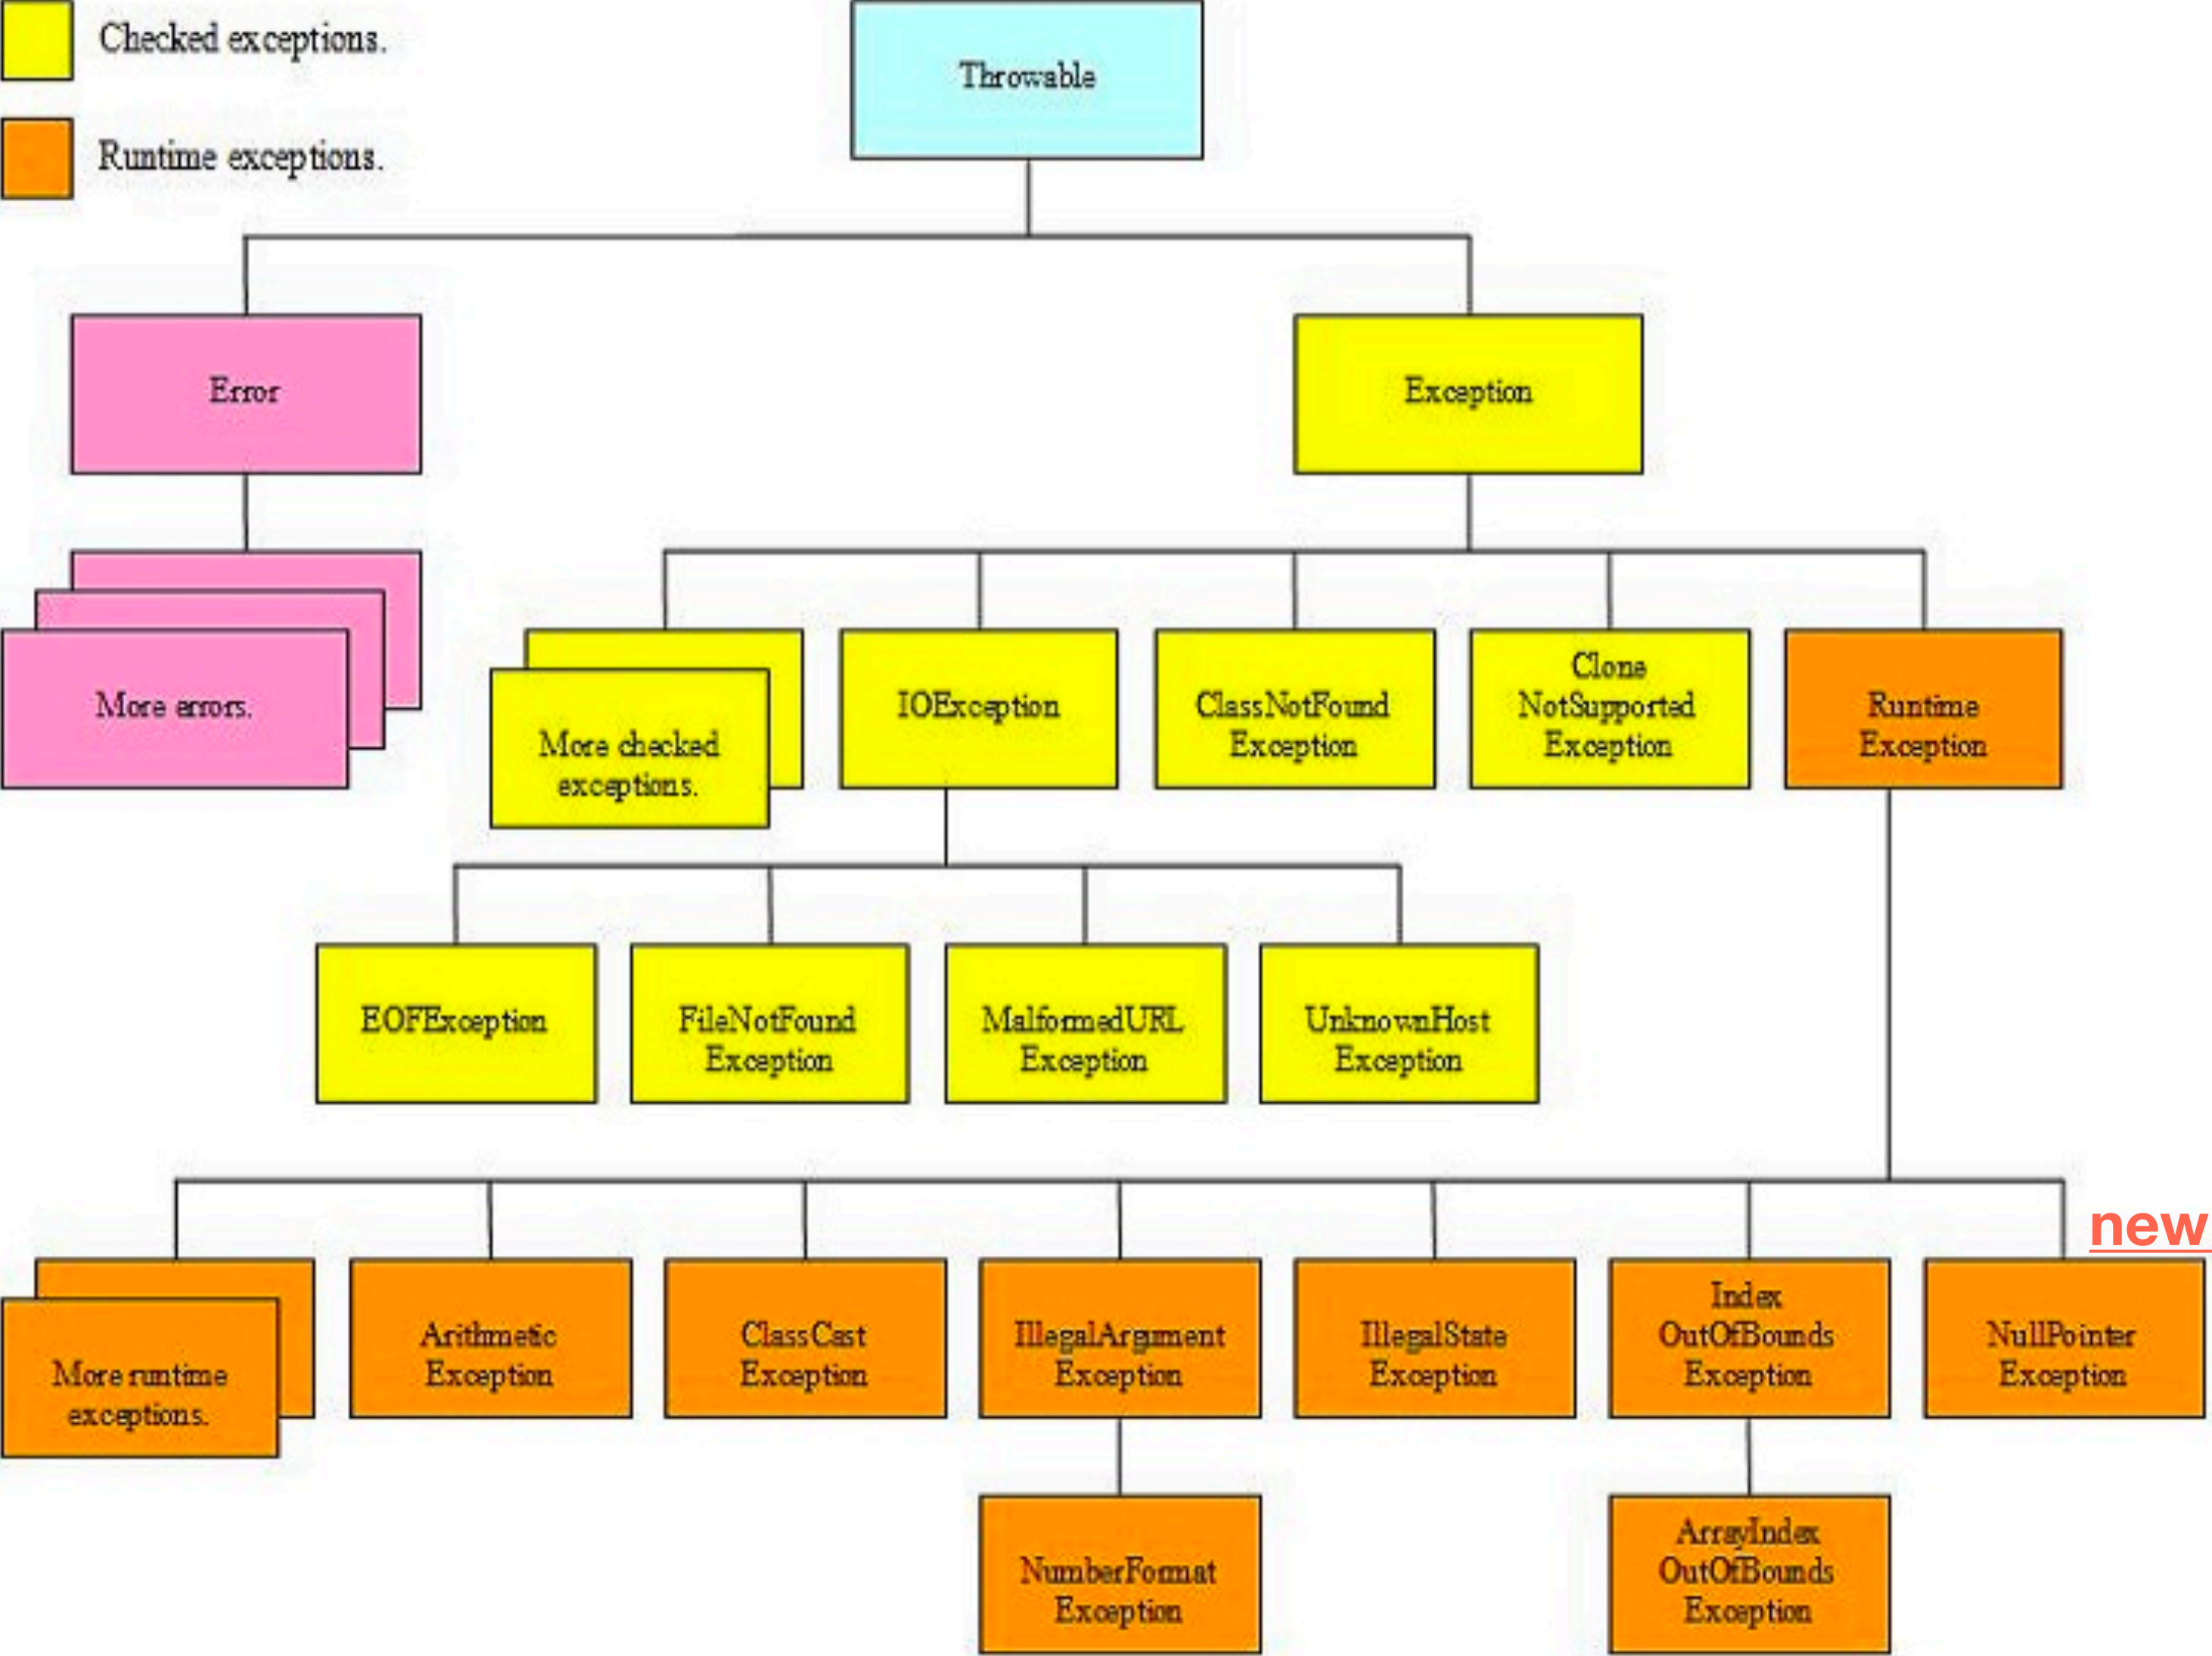 Checked exceptions.
Runtime exceptions.
Throwable
Error
Exception
More errors.
More checked
exceptions.
IOException
ClassNotFound
Exception
Clone
NotSupported
Exception
Runtime
Exception
EOFException
FileNotFound
Exception
MalformedURL
Exception
UnknownHost
Exception
new
More runtime
exceptions.
Arithmetic
Exception
ClassCast
Exception
IllegalArgument
Exception
IllegalState
Exception
Index
OutOfBounds
Exception
NullPointer
Exception
NumberFormat
Exception
ArrayIndex
OutOfBounds
Exception